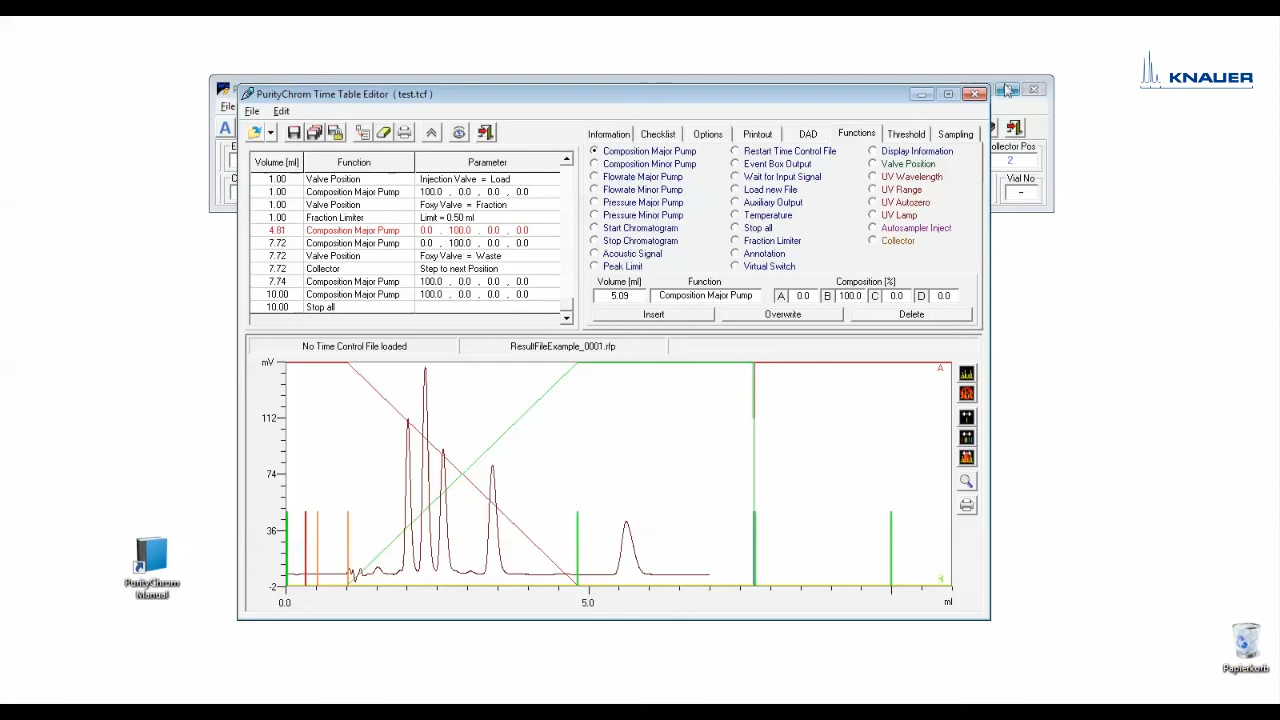 KNAUER
PurityChrom Time Table Editor ( test.tcf )
File Edit
File
A
Information Checklist Options Printout DAD Functions Threshold Sampling
Volume [ml] Function Parameter
1.00 Valve Position Injection Valve = Load
1.00 Composition Major Pump 100.0 , 0.0 , 0.0 , 0.0
1.00 Valve Position Foxy Valve = Fraction
1.00 Fraction Limiter Limit = 0.50 ml
4.81 Composition Major Pump 0.0 , 100.0 , 0.0 , 0.0
7.72 Composition Major Pump 0.0 , 100.0 , 0.0 , 0.0
7.72 Valve Position Foxy Valve = Waste
7.72 Collector Step to next Position
7.74 Composition Major Pump 100.0 , 0.0 , 0.0 , 0.0
10.00 Composition Major Pump 100.0 , 0.0 , 0.0 , 0.0
10.00 Stop all
Composition Major Pump Restart Time Control File Display Information
Composition Minor Pump Event Box Output Valve Position
Flowrate Major Pump Wait for Input Signal UV Wavelength
Flowrate Minor Pump Load new File UV Range
Pressure Major Pump Auxiliary Output UV Autozero
Pressure Minor Pump Temperature UV Lamp
Start Chromatogram Stop all Autosampler Inject
Stop Chromatogram Fraction Limiter Collector
Acoustic Signal Annotation
Peak Limit Virtual Switch
Volume [ml] Function Composition [%]
5.09 Composition Major Pump A 0.0 B 100.0 C 0.0 D 0.0
Insert Overwrite Delete
ollector Pos
2
Vial No
-
No Time Control File loaded ResultFileExample_0001.rfp
mV
112
74
36
-2
A
0.0 5.0 ml
PurityChrom
Manual
Papierkorb